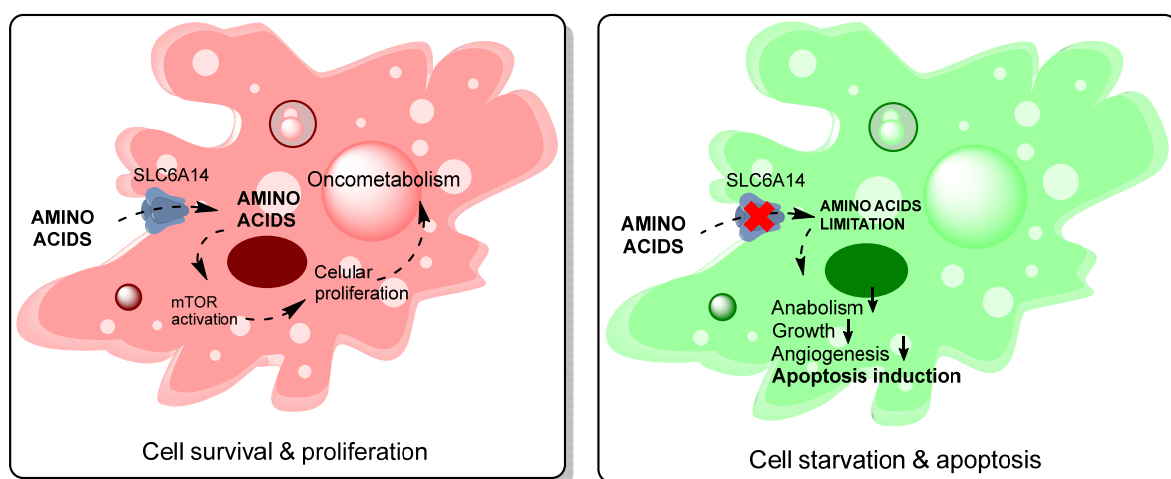 SLC6A14
AMINO
ACIDS
AMINO
ACIDS
Oncometabolism
mTOR
activation
Celular
proliferation
Cell survival & proliferation
SLC6A14
AMINO
ACIDS
AMINO ACIDS
LIMITATION
Anabolism
Growth
Angiogenesis
Apoptosis induction
Cell starvation & apoptosis